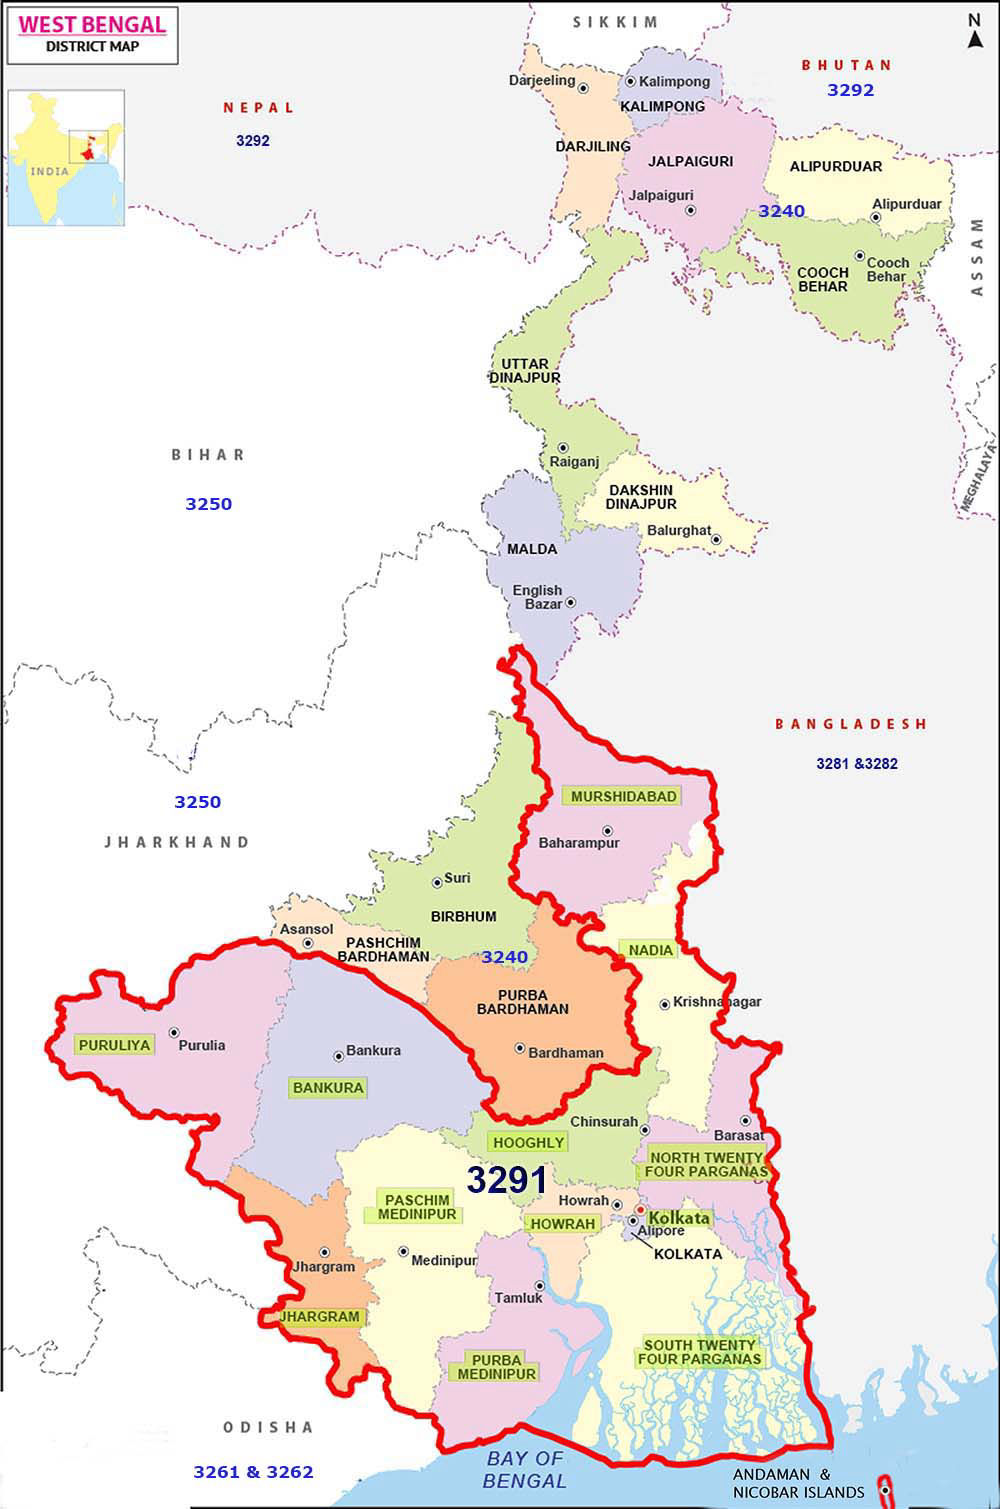 WEST BENGAL
DISTRICT MAP
SIKKIM
N
BHUTAN
3292
NEPAL
3292
INDIA
Darjeeling
Kalimpong
KALIMPONG
DARJILING
JALPAIGURI
Jalpaiguri
ALIPURDUAR
3240
Alipurduar
COOCH
BEHAR
Cooch
Behar
ASSAM
UTTAR
DINAJPUR
Raiganj
BIHAR
3250
DAKSHIN
DINAJPUR
Balurghat
MEGHALAYA
MALDA
English
Bazar
BANGLADESH
3281 &3282
3250
JHARKHAND
MURSHIDABAD
Baharampur
Suri
BIRBHUM
Asansol
PASHCHIM
BARDHAMAN
3240
NADIA
PURBA
BARDHAMAN
Krishnanagar
PURULIYA
Purulia
Bankura
BANKURA
Bardhaman
Chinsurah
HOOGHLY
Barasat
NORTH TWENTY
FOUR PARGANAS
3291
PASCHIM
MEDINIPUR
Howrah
HOWRAH
Kolkata
Alipore
KOLKATA
Jhargram
Medinipur
Tamluk
JHARGRAM
PURBA
MEDINIPUR
SOUTH TWENTY
FOUR PARGANAS
ODISHA
3261 & 3262
BAY OF
BENGAL
ANDAMAN &
NICOBAR ISLANDS